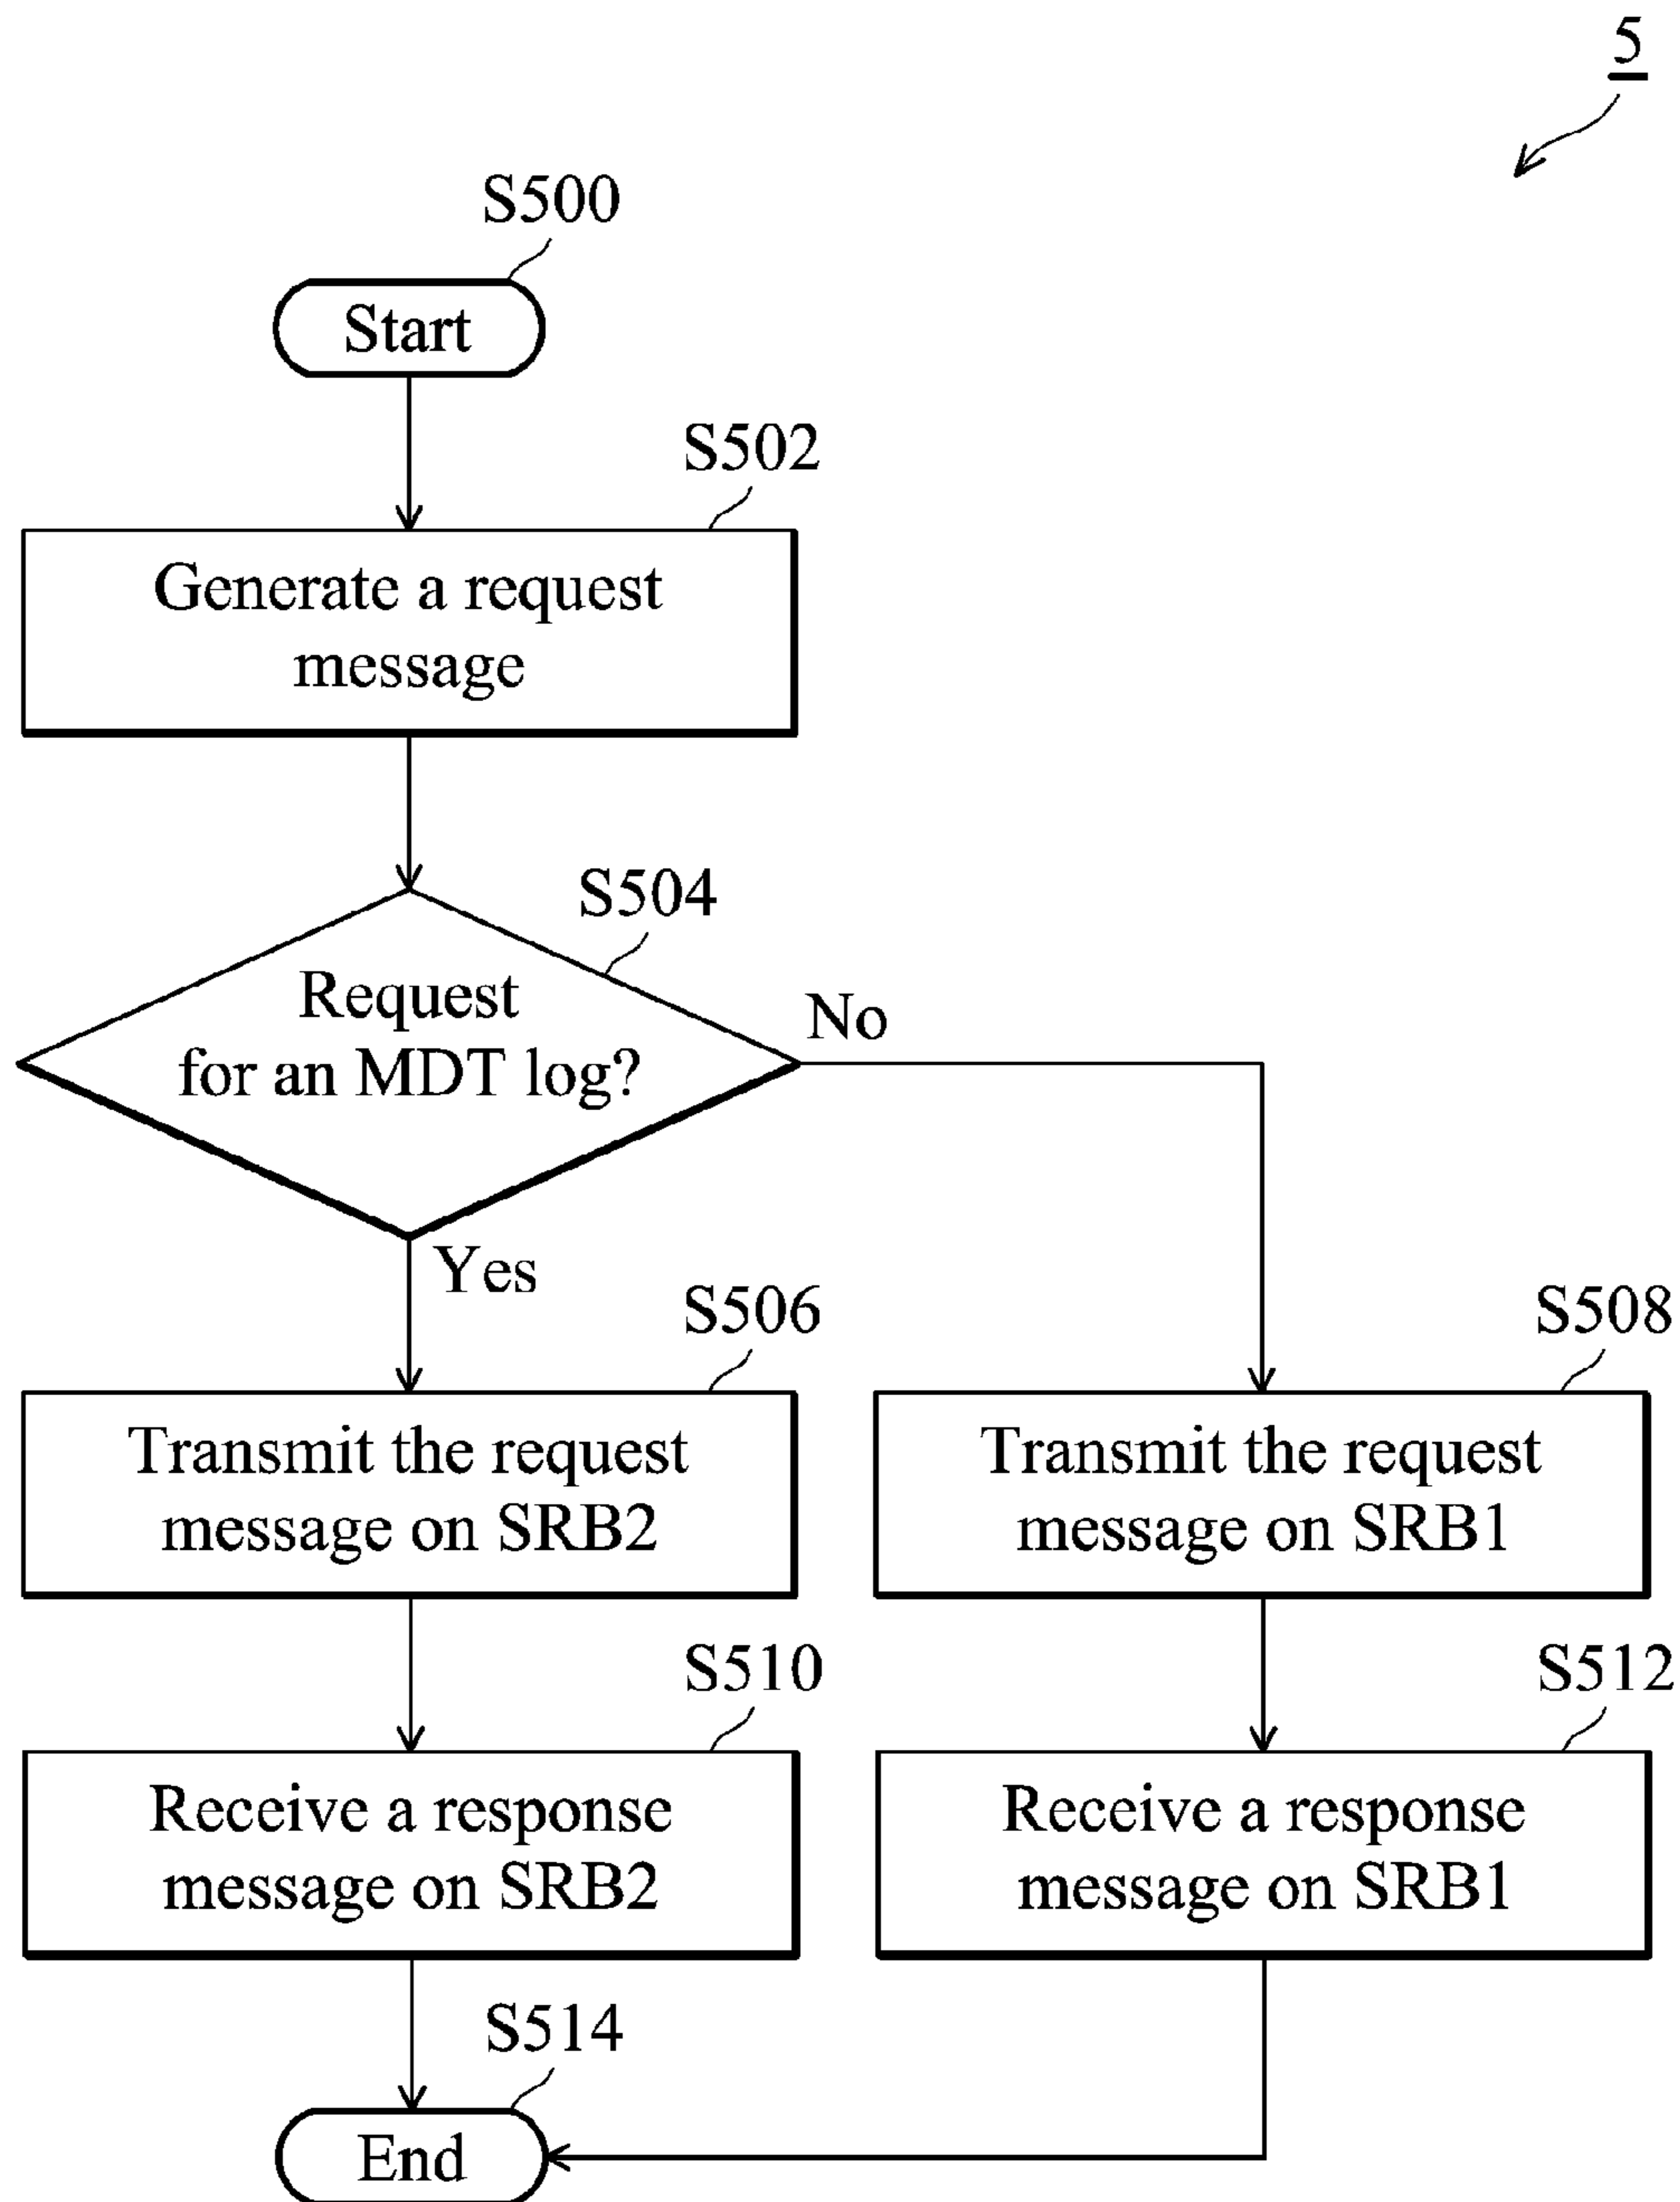 5
S500
Start
S502
Generate a request
message
S504
Request
for an MDT log?
No
Yes
S506
Transmit the request
message on SRB2
S508
Transmit the request
message on SRB1
S510
Receive a response
message on SRB2
S512
Receive a response
message on SRB1
S514
End